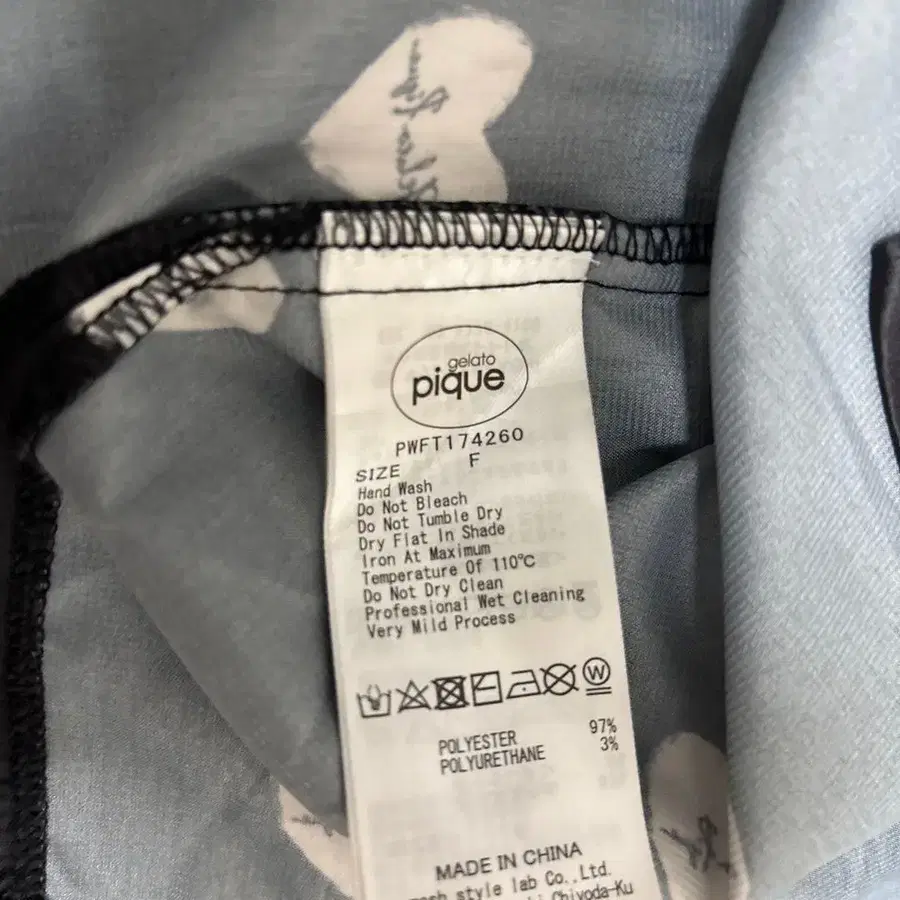 gelato
pique
PWFT174260
SIZE F
Hand Wash
Do Not Bleach
Do Not Tumble Dry
Dry Flat In Shade
Iron At Maximum
Temperature Of 110℃
Do Not Dry Clean
Professional Wet Cleaning
Very Mild Process
W
POLYESTER 97%
POLYURETHANE 3%
MADE IN CHINA
style lab Co.,Ltd.
Chiyoda-Ku